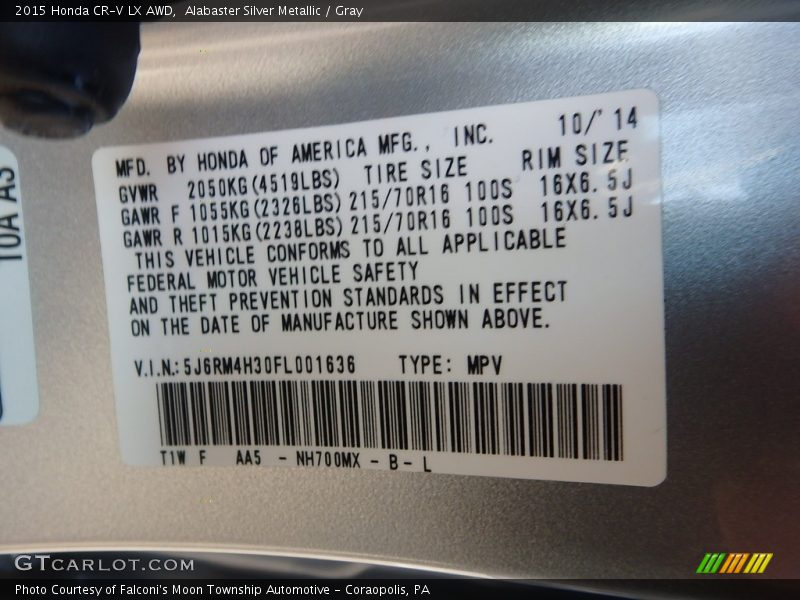 2015 Honda CR-V LX AWD,  Alabaster Silver Metallic / Gray
10A A3
MFD. BY HONDA OF AMERICA MFG., INC. 10/'14
GVWR 2050KG(4519LBS) TIRE SIZE RIM SIZE
GAWR F 1055KG(2326LBS) 215/70R16 100S 16X6.5J
GAWR R 1015KG(2238LBS) 215/70R16 100S 16X6.5J
THIS VEHICLE CONFORMS TO ALL APPLICABLE
FEDERAL MOTOR VEHICLE SAFETY
AND THEFT PREVENTION STANDARDS IN EFFECT
ON THE DATE OF MANUFACTURE SHOWN ABOVE.
V.I.N.: 5J6RM4H30FL001636 TYPE: MPV
T1W F AA5 - NH700MX - B - L
GTCARLOT.COM
Photo Courtesy of Falconi's Moon Township Automotive - Coraopolis, PA